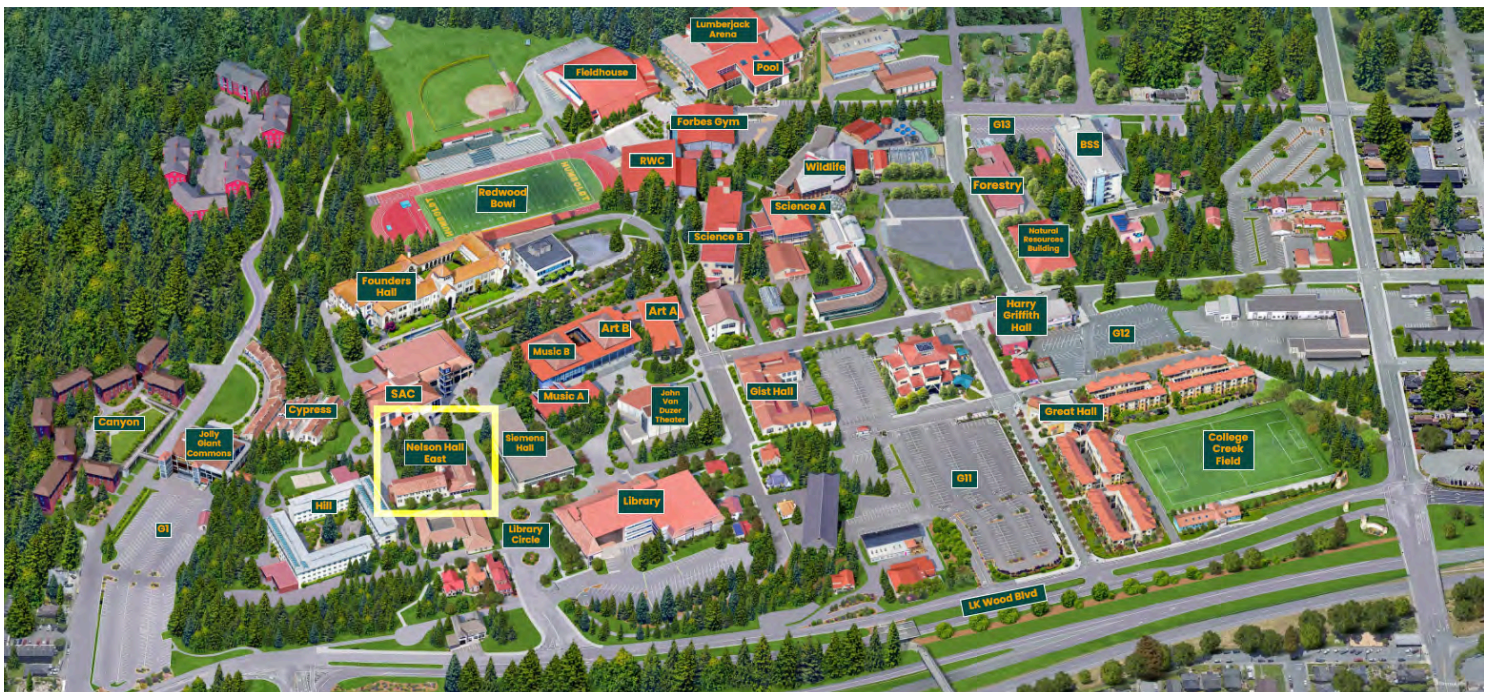 Lumberjack
Arena
Pool
Fieldhouse
Forbes Gym
G13
BSS
RWC
Wildlife
Redwood
Bowl
HUMBOLDT
HUMBOLDT
Forestry
Science A
Science B
Natural
Resources
Building
Founders
Hall
Art A
Art B
Harry
Griffith
Hall
G12
Music B
SAC
Music A
John
Van
Duzer
Theater
Gist Hall
Canyon
Cypress
Great Hall
Jolly
Giant
Commons
Nelson Hall
East
Siemens
Hall
College
Creek
Field
G11
Hill
Library
G1
Library
Circle
LK Wood Blvd